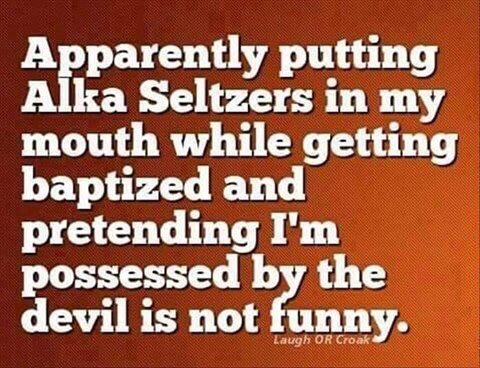 Apparently putting
Alka Seltzers in my
mouth while getting
baptized and
pretending I'm
possessed by the
devil is not funny.
Laugh OR Croak